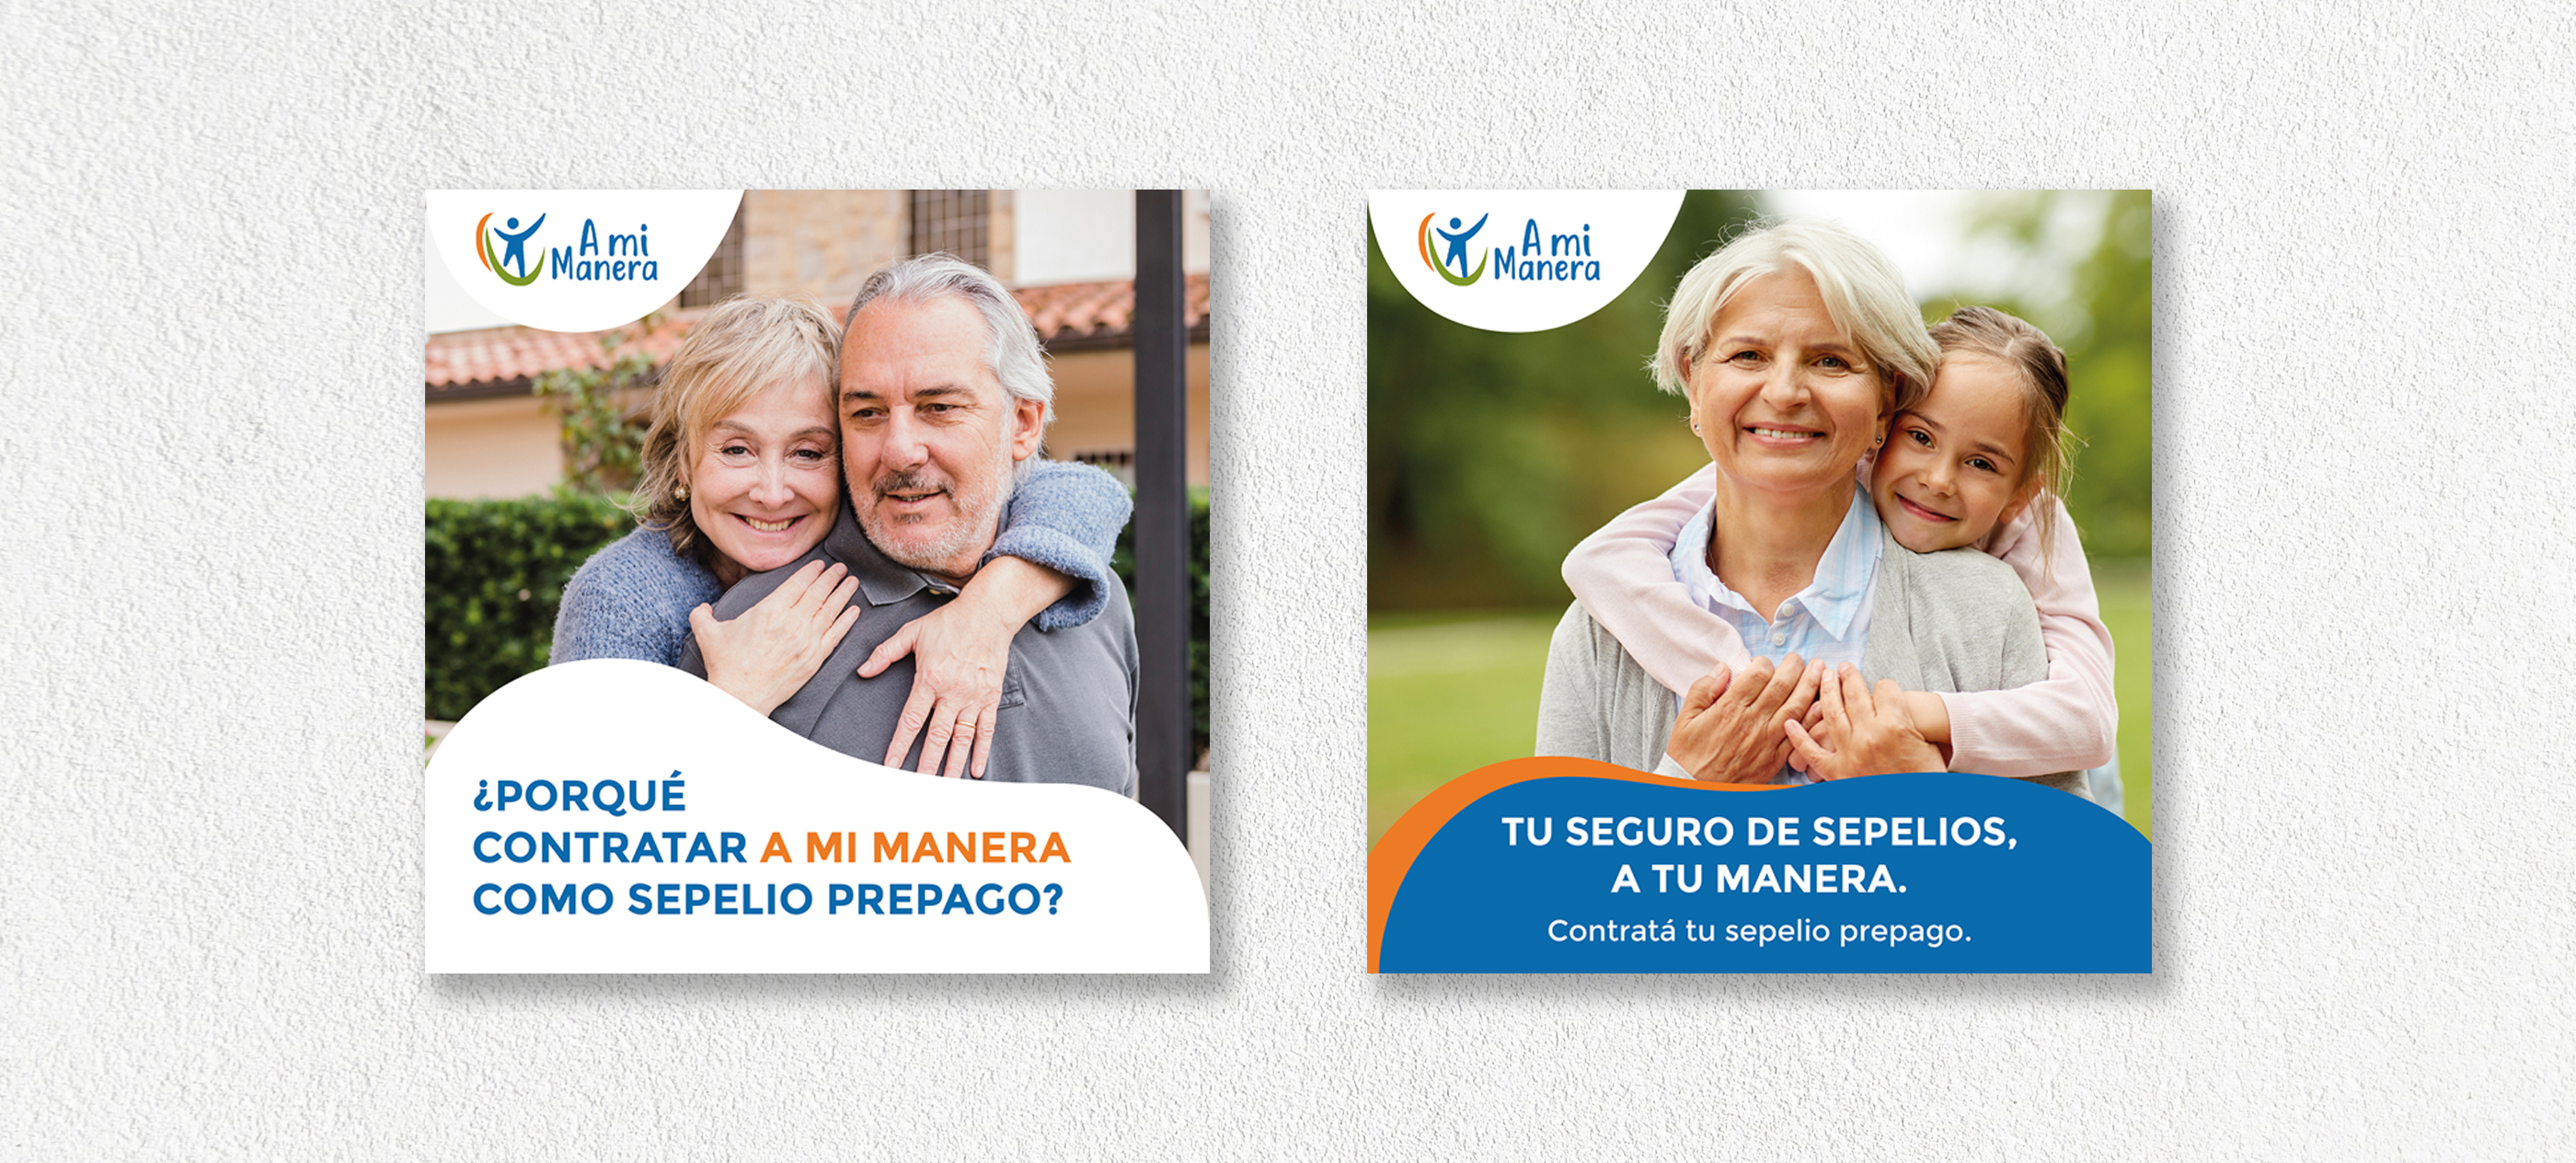 A mi
Manera
¿PORQUÉ
CONTRATAR A MI MANERA
COMO SEPELIO PREPAGO?
A mi
Manera
TU SEGURO DE SEPELIOS,
A TU MANERA.
Contratá tu sepelio prepago.